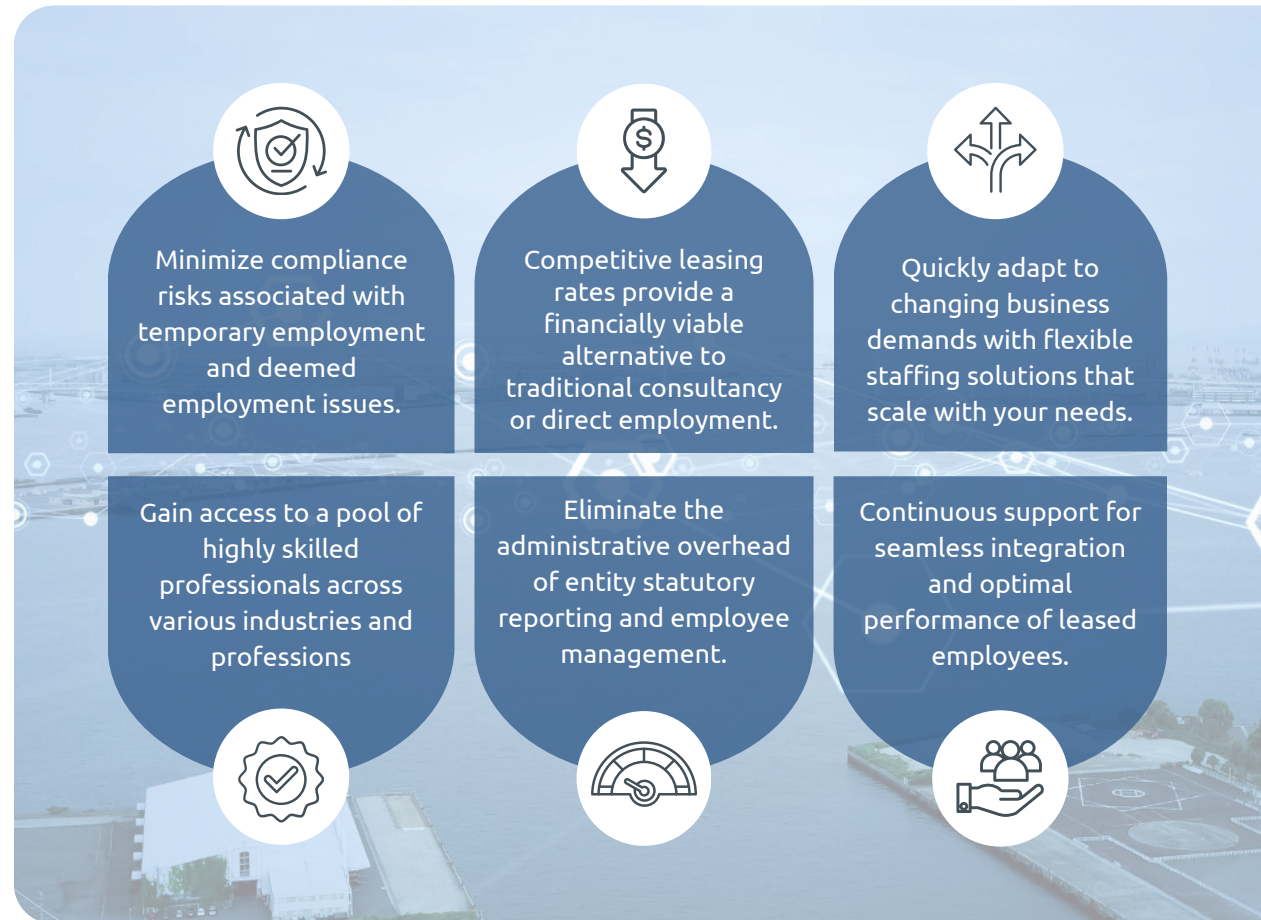 Minimize compliance
risks associated with
temporary employment
and deemed
employment issues.
Competitive leasing
rates provide a
financially viable
alternative to
traditional consultancy
or direct employment.
Quickly adapt to
changing business
demands with flexible
staffing solutions that
scale with your needs.
Gain access to a pool of
highly skilled
professionals across
various industries and
professions
Eliminate the
administrative overhead
of entity statutory
reporting and employee
management.
Continuous support for
seamless integration
and optimal
performance of leased
employees.
$